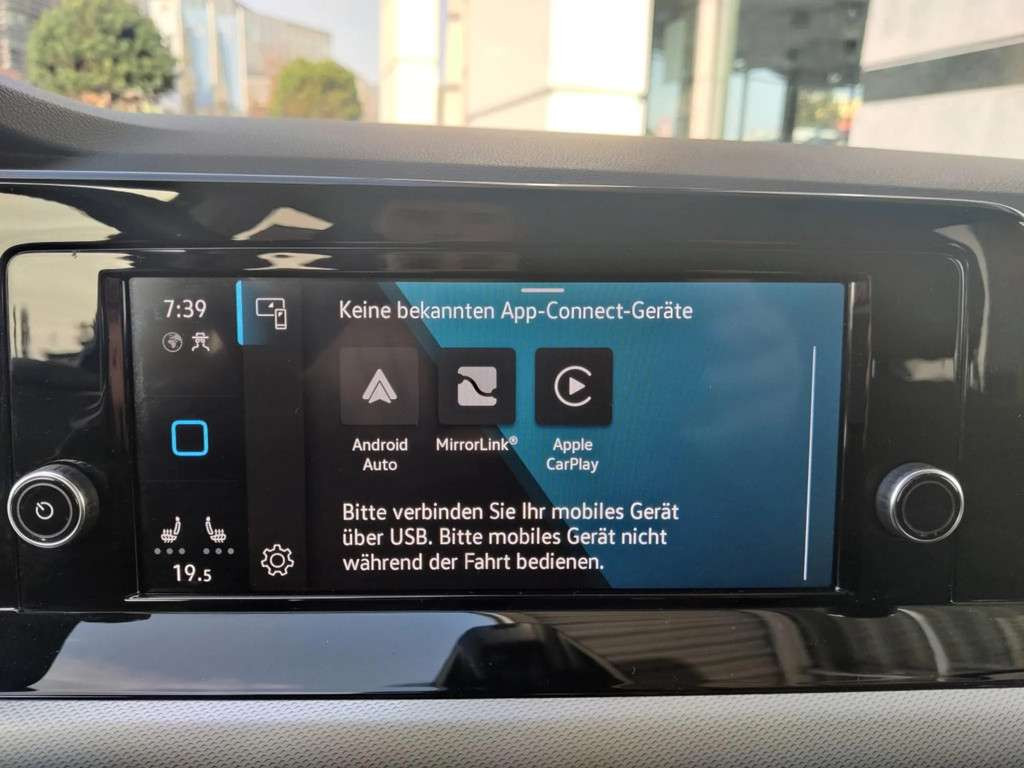 7:39
Keine bekannten App-Connect-Geräte
Android
Auto
MirrorLink®
Apple
CarPlay
Bitte verbinden Sie Ihr mobiles Gerät
über USB. Bitte mobiles Gerät nicht
während der Fahrt bedienen.
19.5